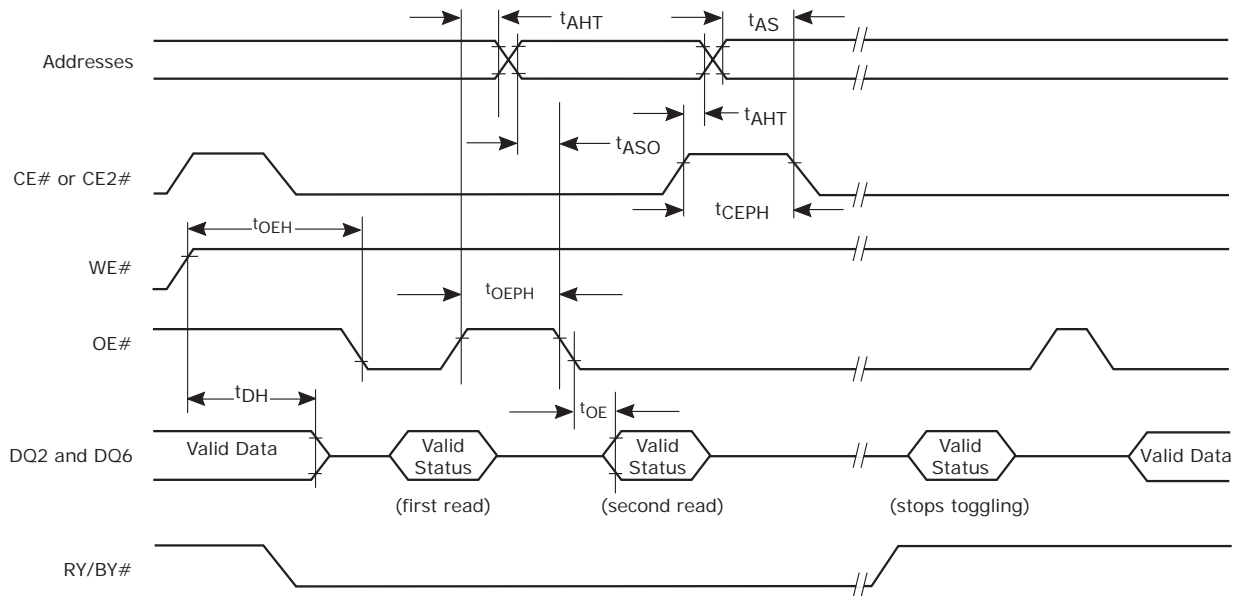 tAHT
tAS
Addresses
tAHT
tASO
CE# or CE2#
tCEPH
tOEH
WE#
tOEPH
OE#
tDH
tOE
DQ2 and DQ6
Valid Data
Valid
Status
Valid
Status
Valid
Status
Valid Data
(first read)
(second read)
(stops toggling)
RY/BY#